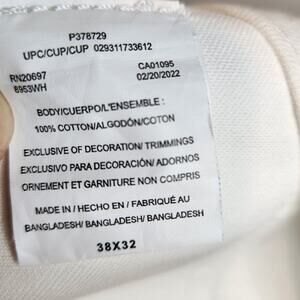 P378729
UPC/CUP/CUP 029311733612
RN20697 CA01095
8953WH 02/20/2022
BODY/CUERPO/L'ENSEMBLE :
100% COTTON/ALGODÓN/COTON
EXCLUSIVE OF DECORATION/ TRIMMINGS
EXCLUSIVO PARA DECORACIÓN/ ADORNOS
ORNEMENT ET GARNITURE NON COMPRIS
MADE IN / HECHO EN / FABRIQUÉ AU
BANGLADESH/ BANGLADESH/ BANGLADESH
38X32